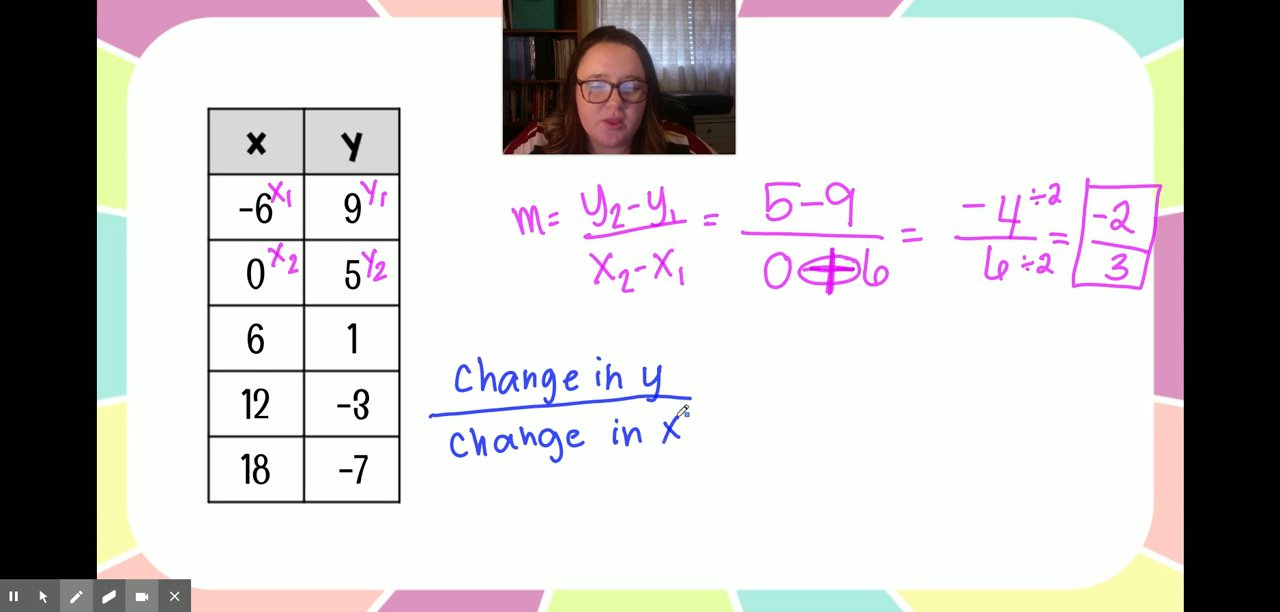 x y
-6 x₁ 9 y₁
0 x₂ 5 y₂
6 1
12 -3
18 -7
m = y₂-y₁ / x₂-x₁ = 5-9 / 0+6 = -4 ÷2 / 6 ÷2 = -2 / 3
Change in y
Change in x